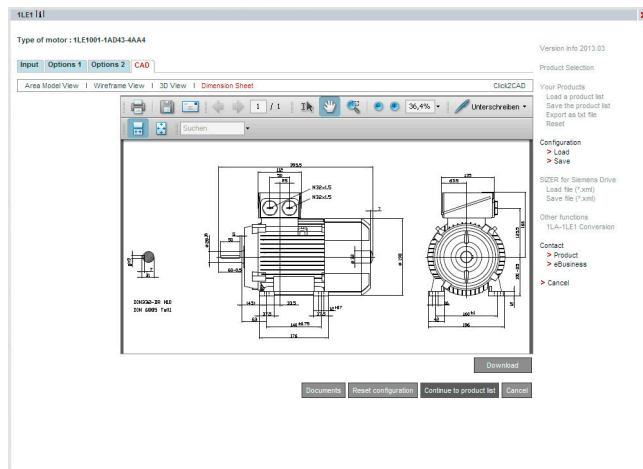 1LE1
Type of motor : 1LE1001-1AD43-4AA4
Input Options 1 Options 2 CAD
Area Model View I Wireframe View I 3D View I Dimension Sheet Click2CAD
1 / 1 36,4% Unterschreiben
Suchen
N32x1.5
N32x1.5
Download
Documents Reset configuration Continue to product list Cancel
Version Info 2013.03
Product Selection
Your Products
Load a product list
Save the product list
Export as txt file
Reset
Configuration
> Load
> Save
SIZER for Siemens Drive
Load file (*.xml)
Save file (*.xml)
Other functions
1LA-1LE1 Conversion
Contact
> Product
> eBusiness
> Cancel